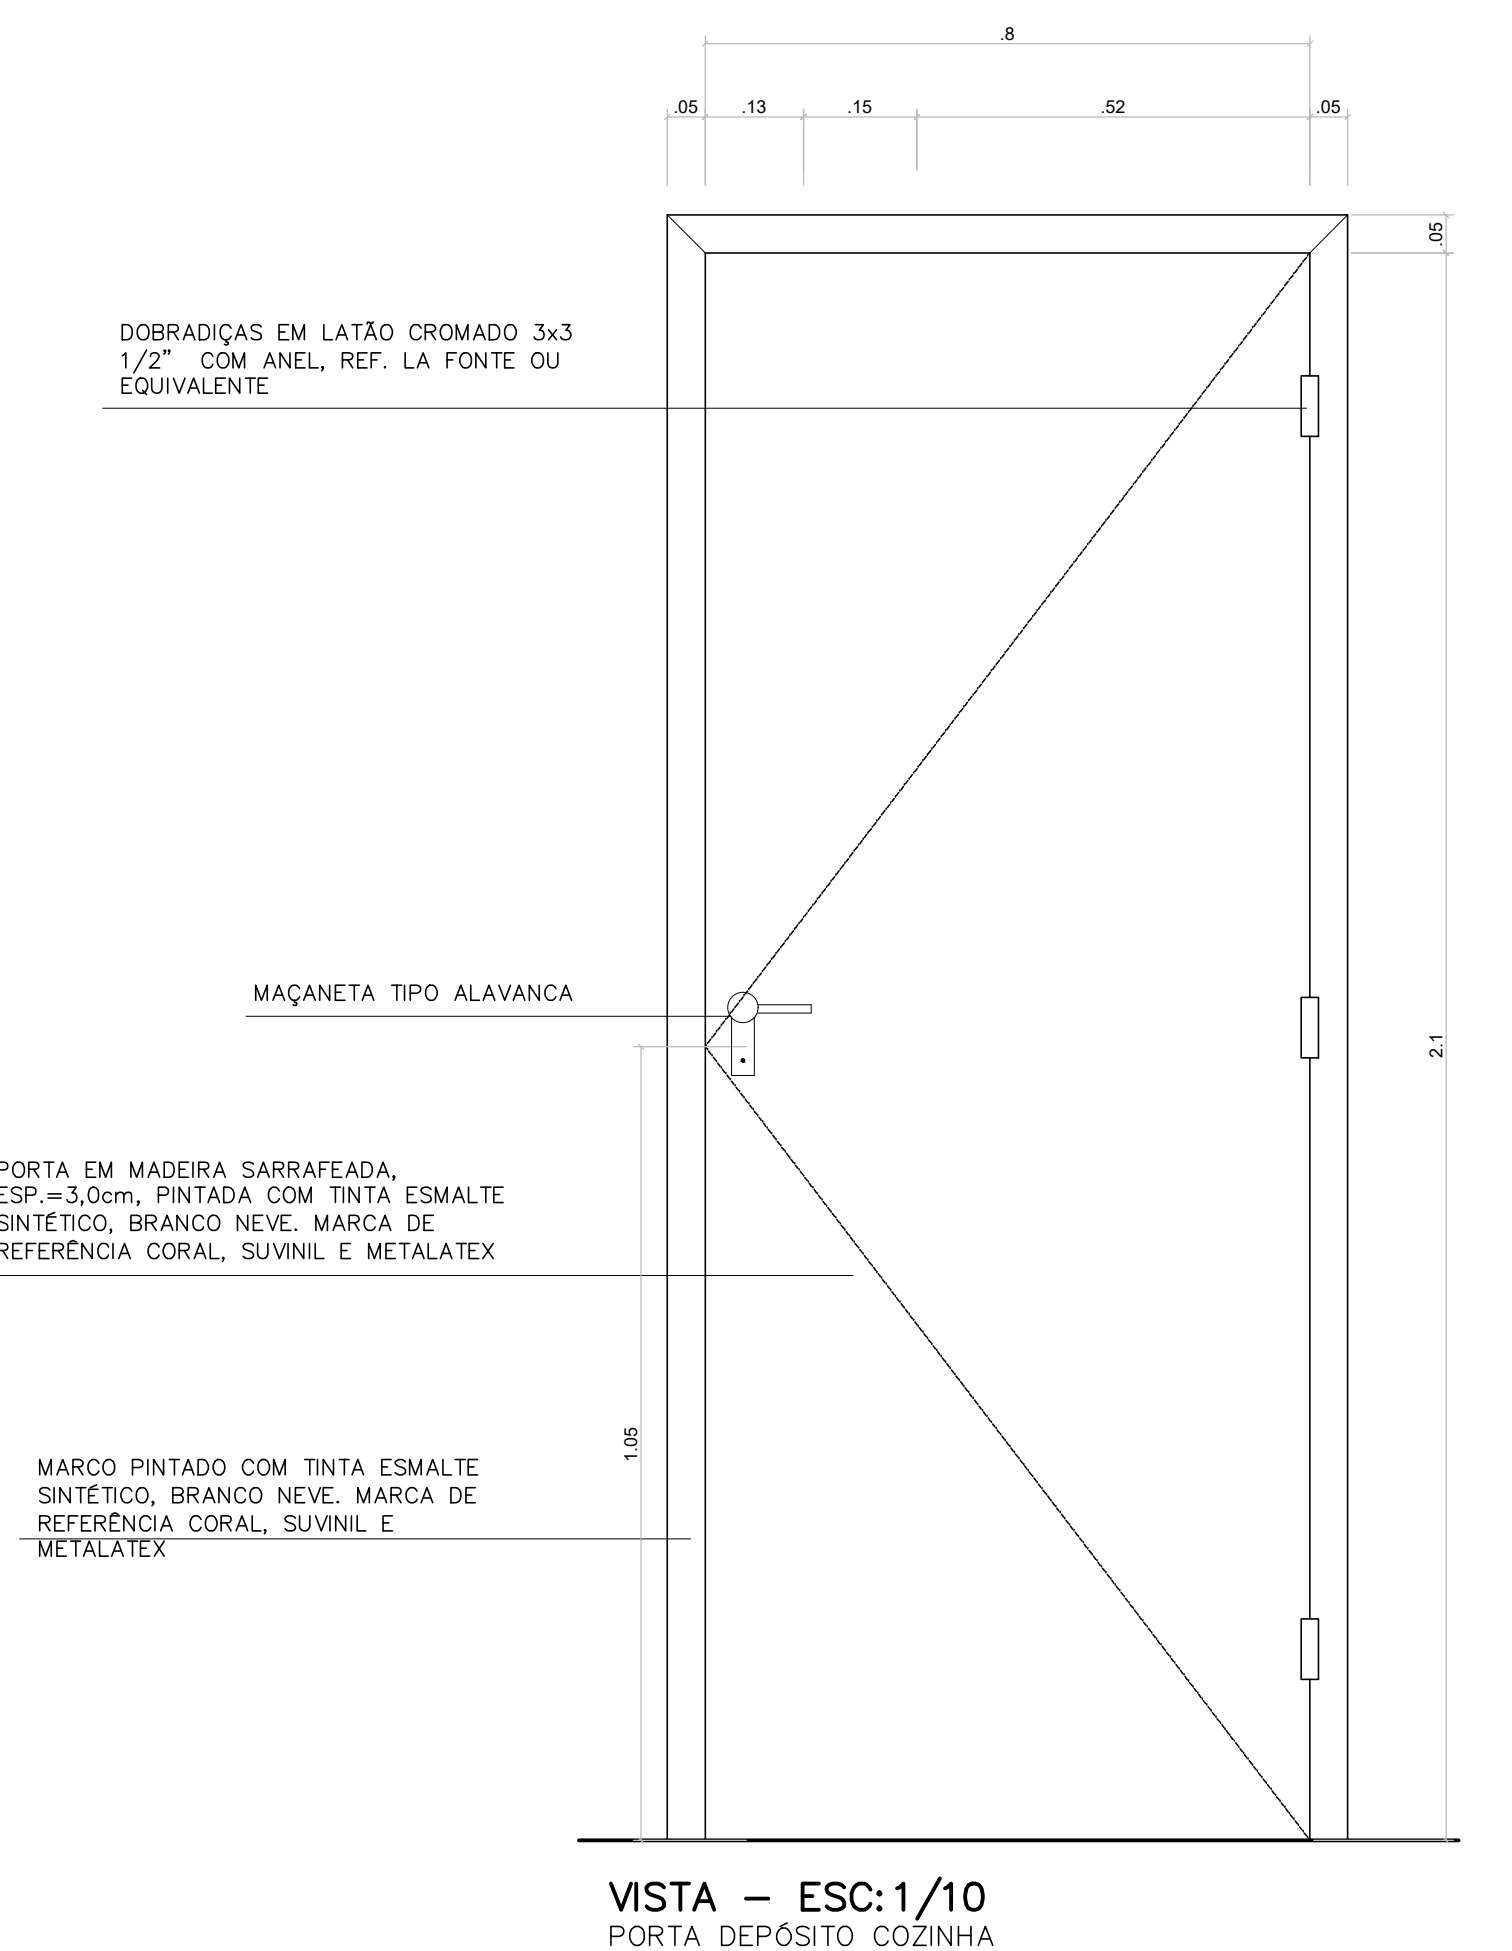 .8
.05 .13 .15 .52 .05
.05
DOBRADIÇAS EM LATÃO CROMADO 3x3
1/2” COM ANEL, REF. LA FONTE OU
EQUIVALENTE
MAÇANETA TIPO ALAVANCA
2.1
PORTA EM MADEIRA SARRAFEADA,
ESP.=3,0cm, PINTADA COM TINTA ESMALTE
SINTÉTICO, BRANCO NEVE. MARCA DE
REFERÊNCIA CORAL, SUVINIL E METALATEX
1.05
MARCO PINTADO COM TINTA ESMALTE
SINTÉTICO, BRANCO NEVE. MARCA DE
REFERÊNCIA CORAL, SUVINIL E
METALATEX
VISTA – ESC:1/10
PORTA DEPÓSITO COZINHA